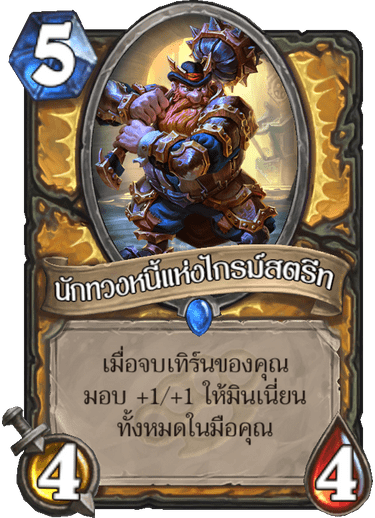 5
นักทวงหนี้แห่งไกรม์สตรีท
เมื่อจบเทิร์นของคุณ
มอบ +1/+1 ให้มินเนี่ยน
ทั้งหมดในมือคุณ
4 4